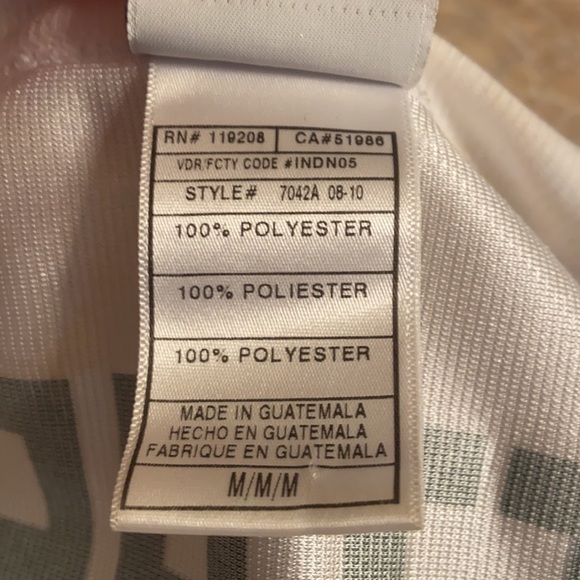 RN# 119208 CA#51986
VDR/FCTY CODE #INDN05
STYLE# 7042A 08-10
100% POLYESTER
100% POLIESTER
100% POLYESTER
MADE IN GUATEMALA
HECHO EN GUATEMALA
FABRIQUE EN GUATEMALA
M/M/M